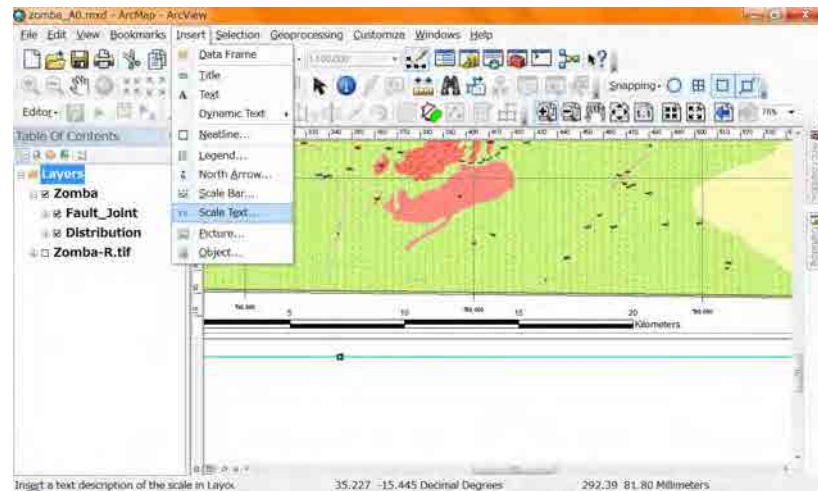 zomba_A0.mxd - ArcMap - ArcView
File Edit View Bookmarks Insert Selection Geoprocessing Customize Windows Help
Data Frame
Title
Text
Dynamic Text
Neatline...
Legend...
North Arrow...
Scale Bar...
Scale Text...
Picture...
Object...
Snapping
Editor
Table Of Contents
Layers
Zomba
Fault_Joint
Distribution
Zomba-R.tif
5 10 15 20
Kilometers
Insert a text description of the scale in Layou
35.227 -15.445 Decimal Degrees
292.39 81.80 Millimeters